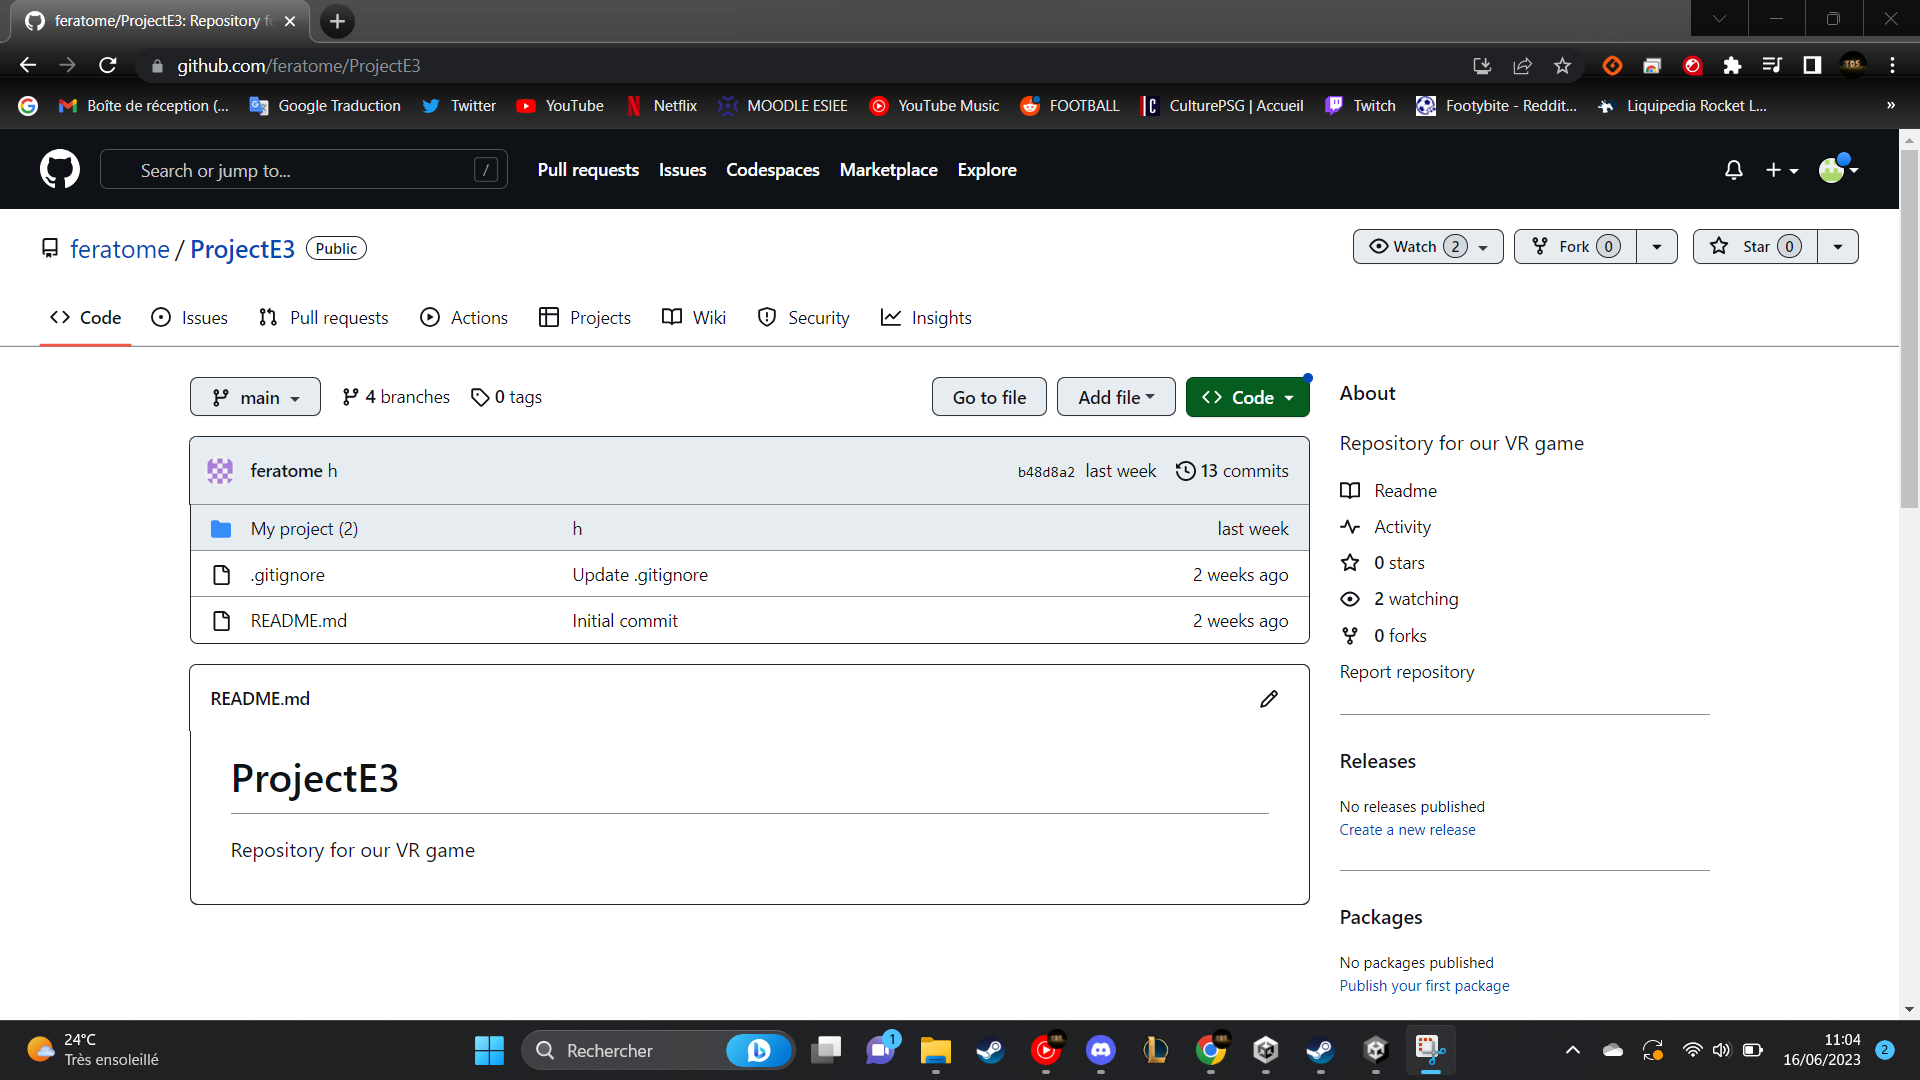 feratome/ProjectE3: Repository fo
github.com/feratome/ProjectE3
Boîte de réception (...
Google Traduction
Twitter
YouTube
Netflix
MOODLE ESIEE
YouTube Music
FOOTBALL
CulturePSG | Accueil
Twitch
Footybite - Reddit...
Liquipedia Rocket L...
»
Search or jump to...
/
Pull requests
Issues
Codespaces
Marketplace
Explore
feratome / ProjectE3
Public
Watch 2
Fork 0
Star 0
Code
Issues
Pull requests
Actions
Projects
Wiki
Security
Insights
main
4 branches
0 tags
Go to file
Add file
Code
feratome h
b48d8a2 last week
13 commits
My project (2)
h
last week
.gitignore
Update .gitignore
2 weeks ago
README.md
Initial commit
2 weeks ago
README.md
ProjectE3
Repository for our VR game
About
Repository for our VR game
Readme
Activity
0 stars
2 watching
0 forks
Report repository
Releases
No releases published
Create a new release
Packages
No packages published
Publish your first package
24°C
Très ensoleillé
Rechercher
1
11:04
16/06/2023
2